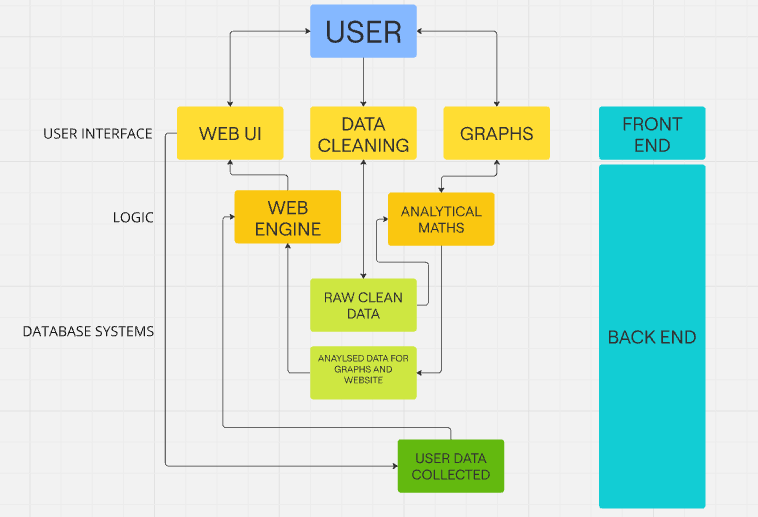 USER
USER INTERFACE
WEB UI
DATA
CLEANING
GRAPHS
FRONT
END
LOGIC
WEB
ENGINE
ANALYTICAL
MATHS
RAW CLEAN
DATA
DATABASE SYSTEMS
BACK END
ANAYLSED DATA FOR
GRAPHS AND
WEBSITE
USER DATA
COLLECTED